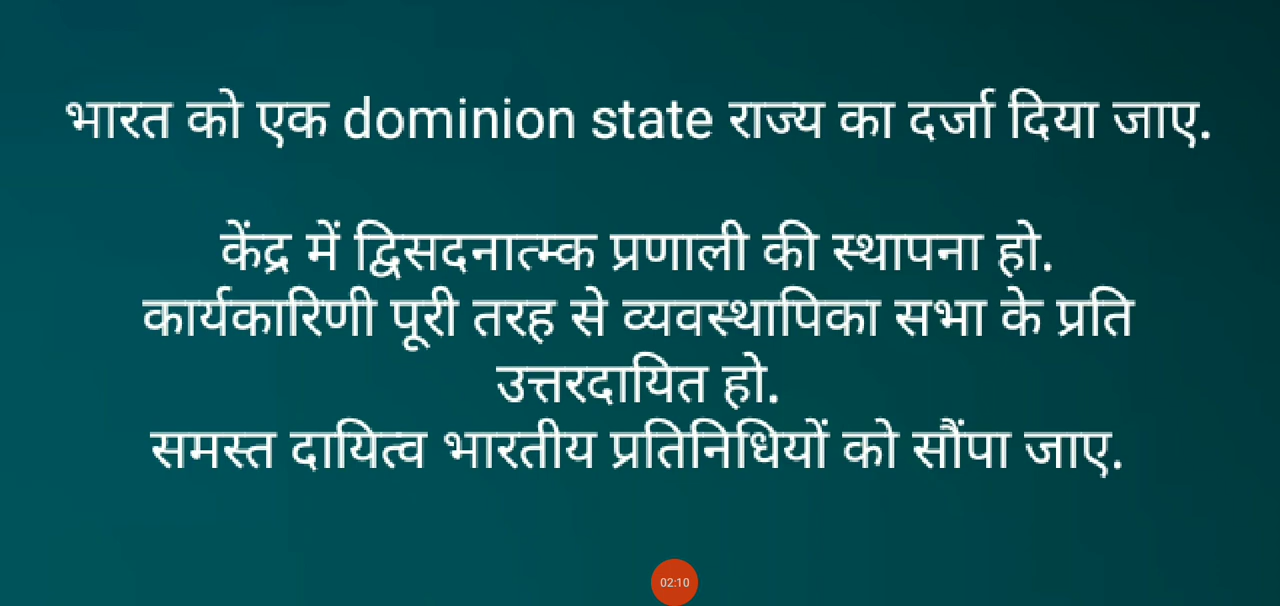 भारत को एक dominion state राज्य का दर्जा दिया जाए.
केंद्र में द्विसदनात्म्क प्रणाली की स्थापना हो.
कार्यकारिणी पूरी तरह से व्यवस्थापिका सभा के प्रति
उत्तरदायित हो.
समस्त दायित्व भारतीय प्रतिनिधियों को सौंपा जाए.
02:10